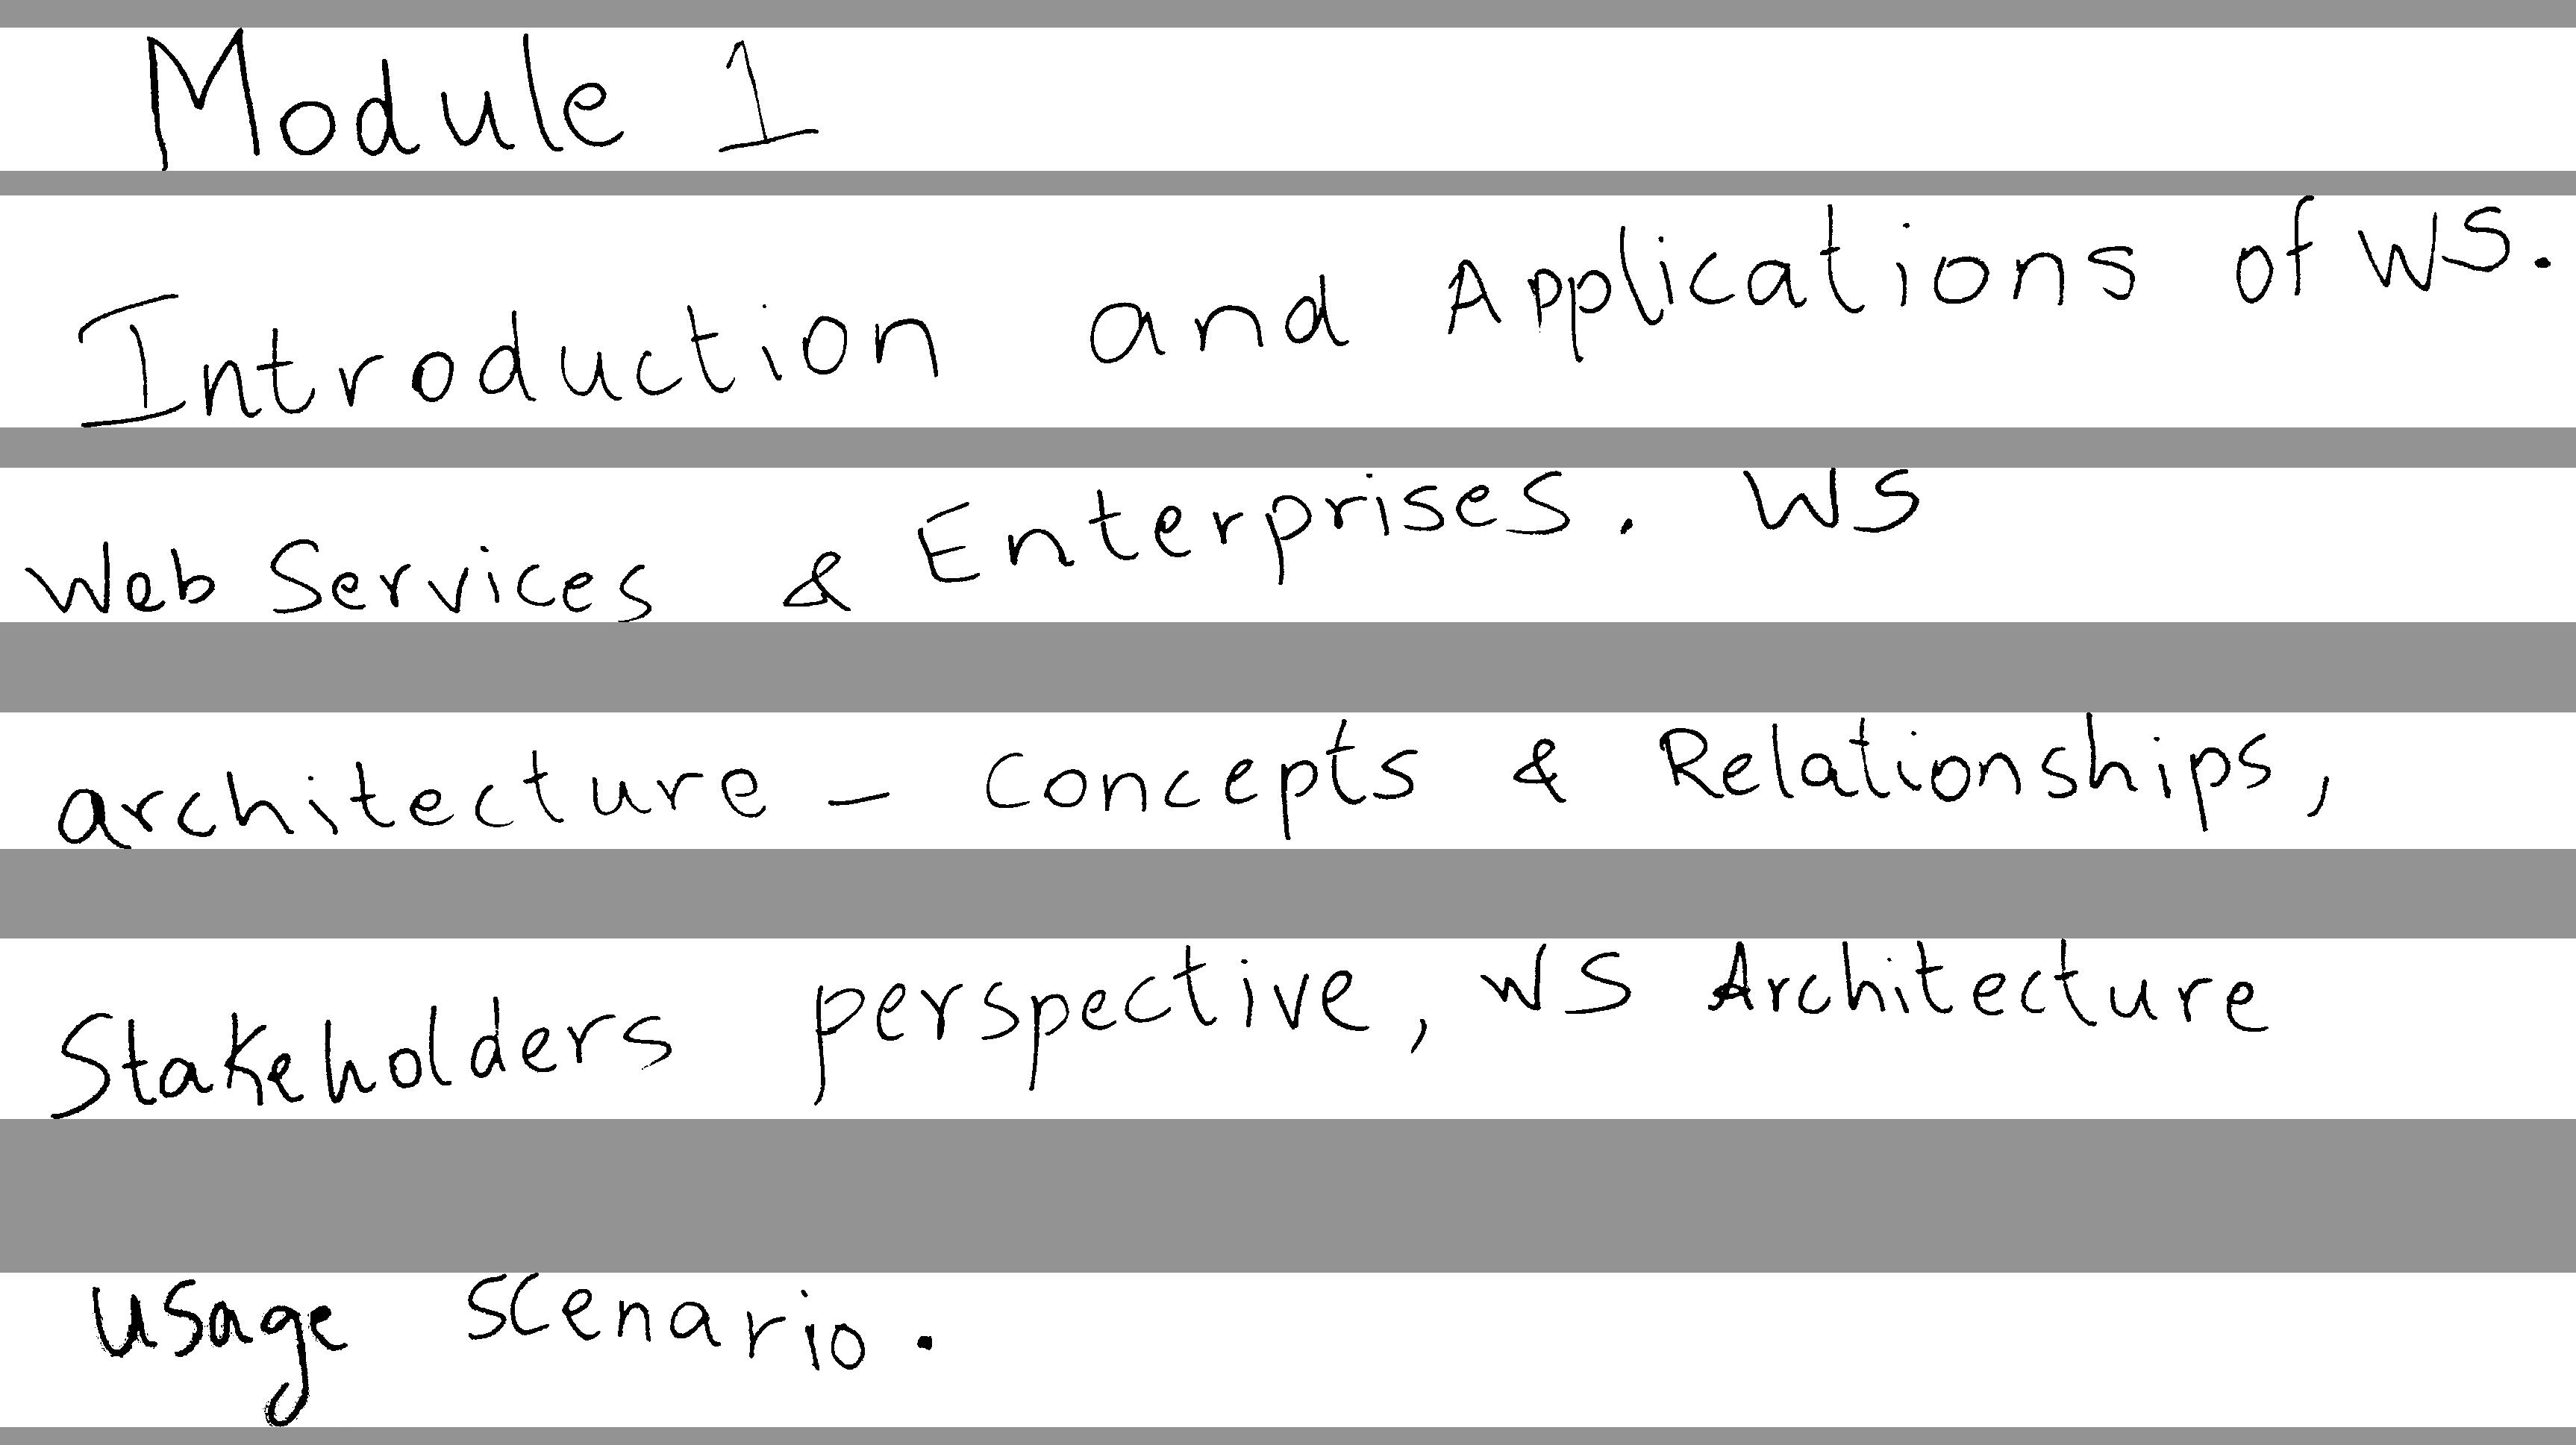 Module 1
Introduction and Applications of WS.
Web Services & Enterprises. WS
architecture - Concepts & Relationships,
Stakeholders perspective, WS Architecture
usage scenario.